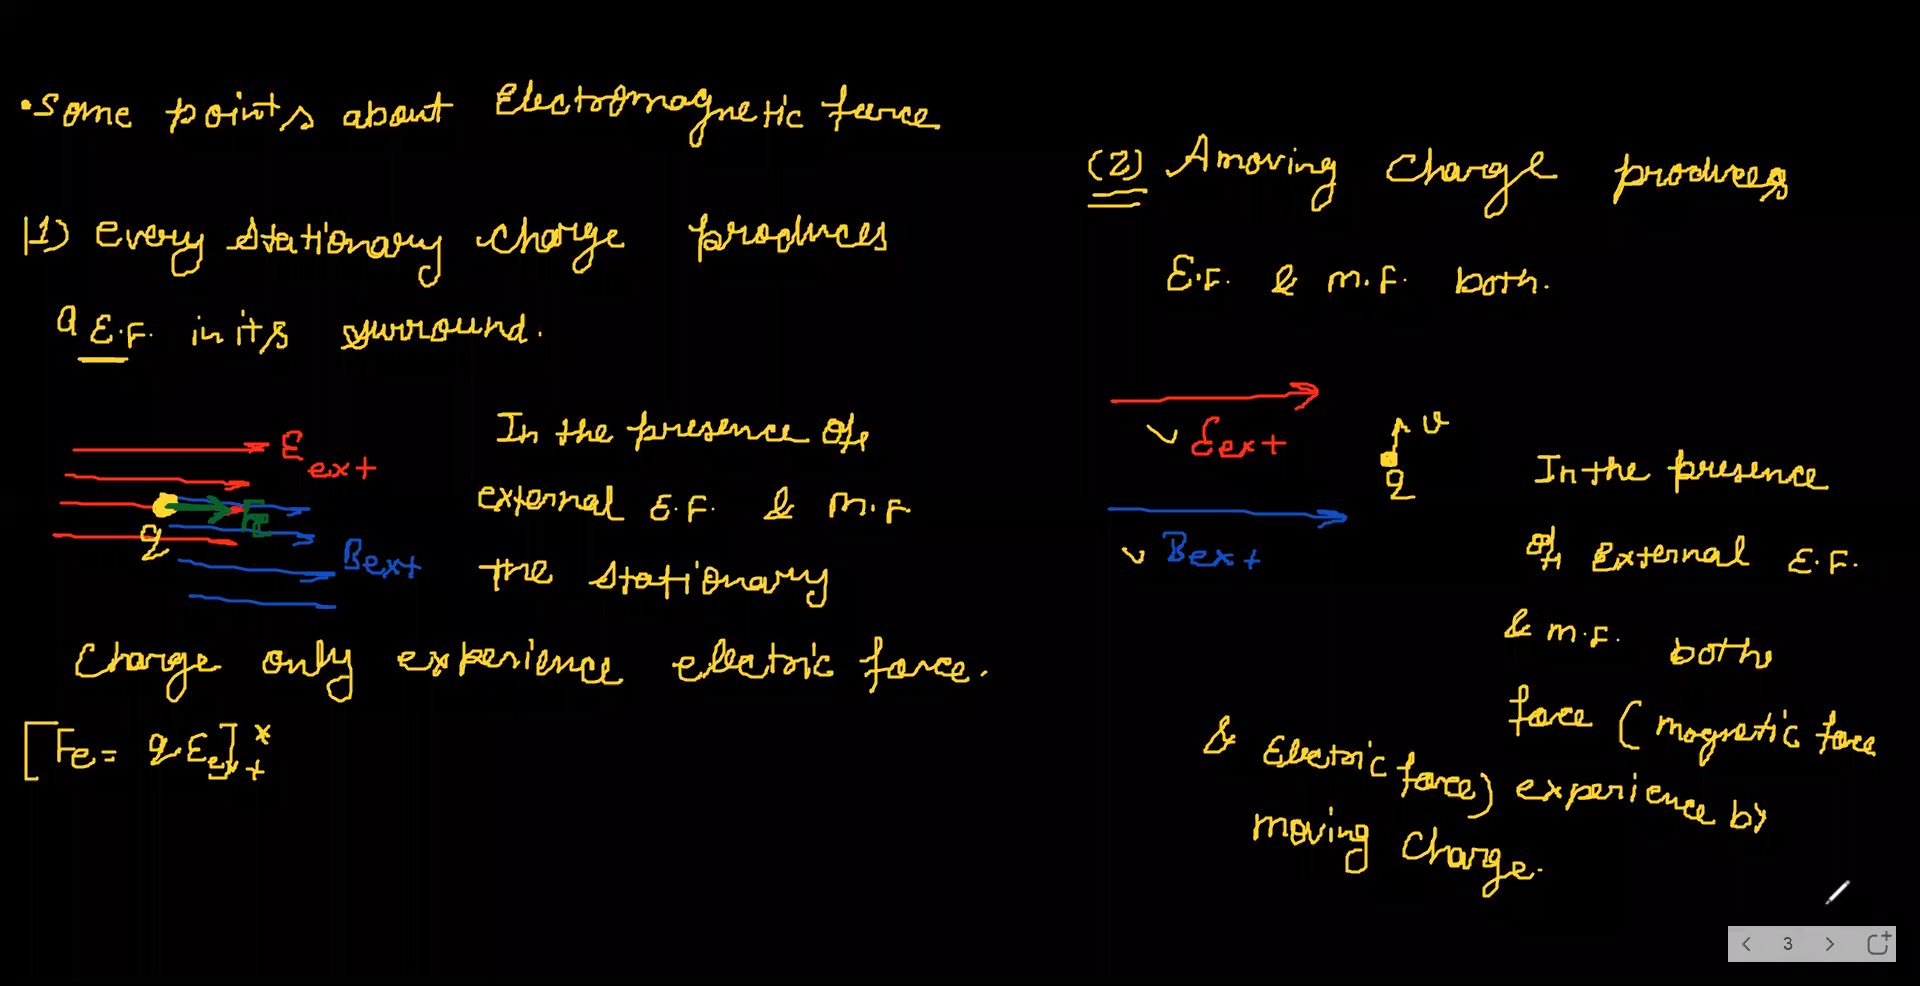 •Some points about Electromagnetic force
(1) Every stationary charge produces
a E.F. in it's surround.
Eext
q
Bext
In the presence of
external E.F. & M.F
the stationary
charge only experience electric force.
[Fe = qEext]*
(2) A moving charge produces
E.F. & M.F. both.
Eext
v
q
Bext
In the presence
of external E.F.
& M.F. both,
force (magnetic force
& Electric force) experience by
moving charge.
3